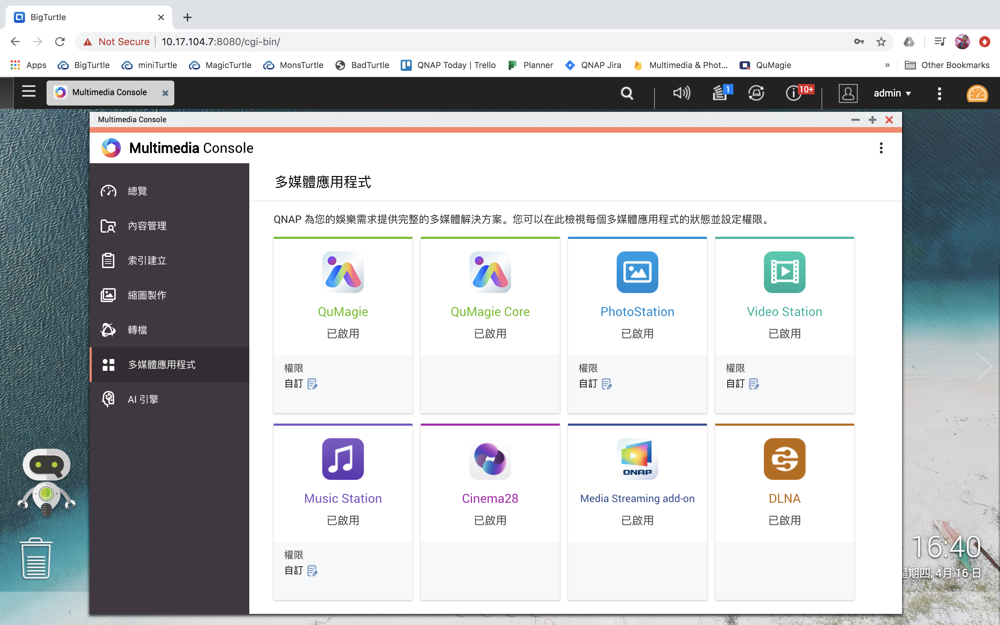 BigTurtle
Not Secure
10.17.104.7:8080/cgi-bin/
Apps
BigTurtle
miniTurtle
MagicTurtle
MonsTurtle
BadTurtle
QNAP Today | Trello
Planner
QNAP Jira
Multimedia & Phot...
QuMagie
»
Other Bookmarks
Multimedia Console
1
10+
admin
Multimedia Console
Multimedia Console
總覽
內容管理
索引建立
縮圖製作
轉檔
多媒體應用程式
AI 引擎
多媒體應用程式
QNAP 為您的娛樂需求提供完整的多媒體解決方案。您可以在此檢視每個多媒體應用程式的狀態並設定權限。
QuMagie
已啟用
權限
自訂
QuMagie Core
已啟用
PhotoStation
已啟用
權限
自訂
Video Station
已啟用
權限
自訂
Music Station
已啟用
權限
自訂
Cinema28
已啟用
QNAP
Media Streaming add-on
已啟用
DLNA
已啟用
16:40
星期四, 4月 16 日